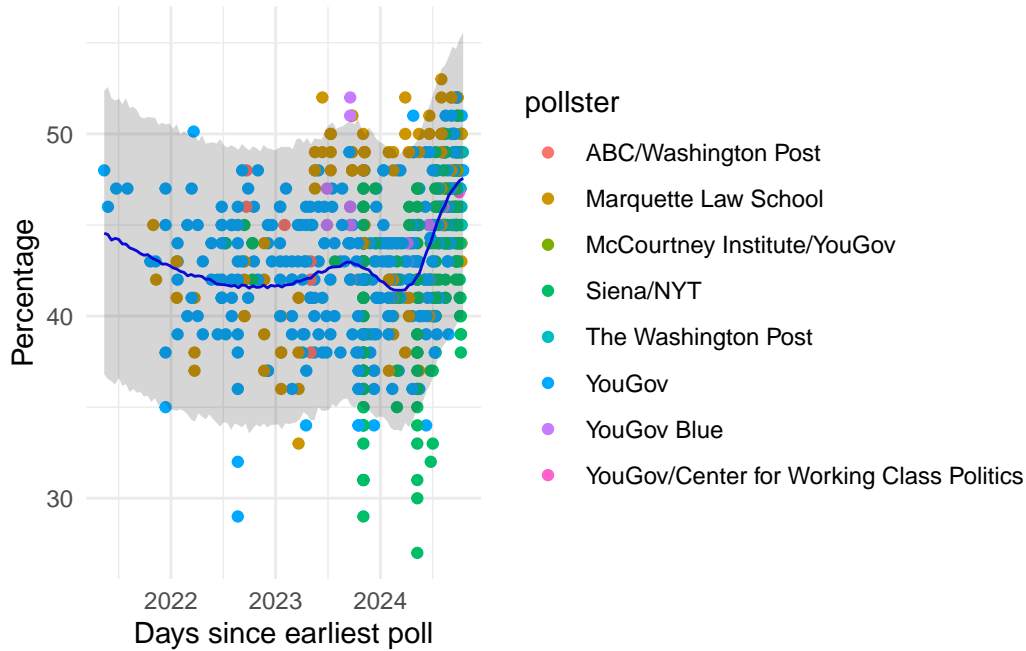 pollster
ABC/Washington Post
Marquette Law School
McCourtney Institute/YouGov
Siena/NYT
The Washington Post
YouGov
YouGov Blue
YouGov/Center for Working Class Politics
Percentage
50
40
30
2022 2023 2024
Days since earliest poll